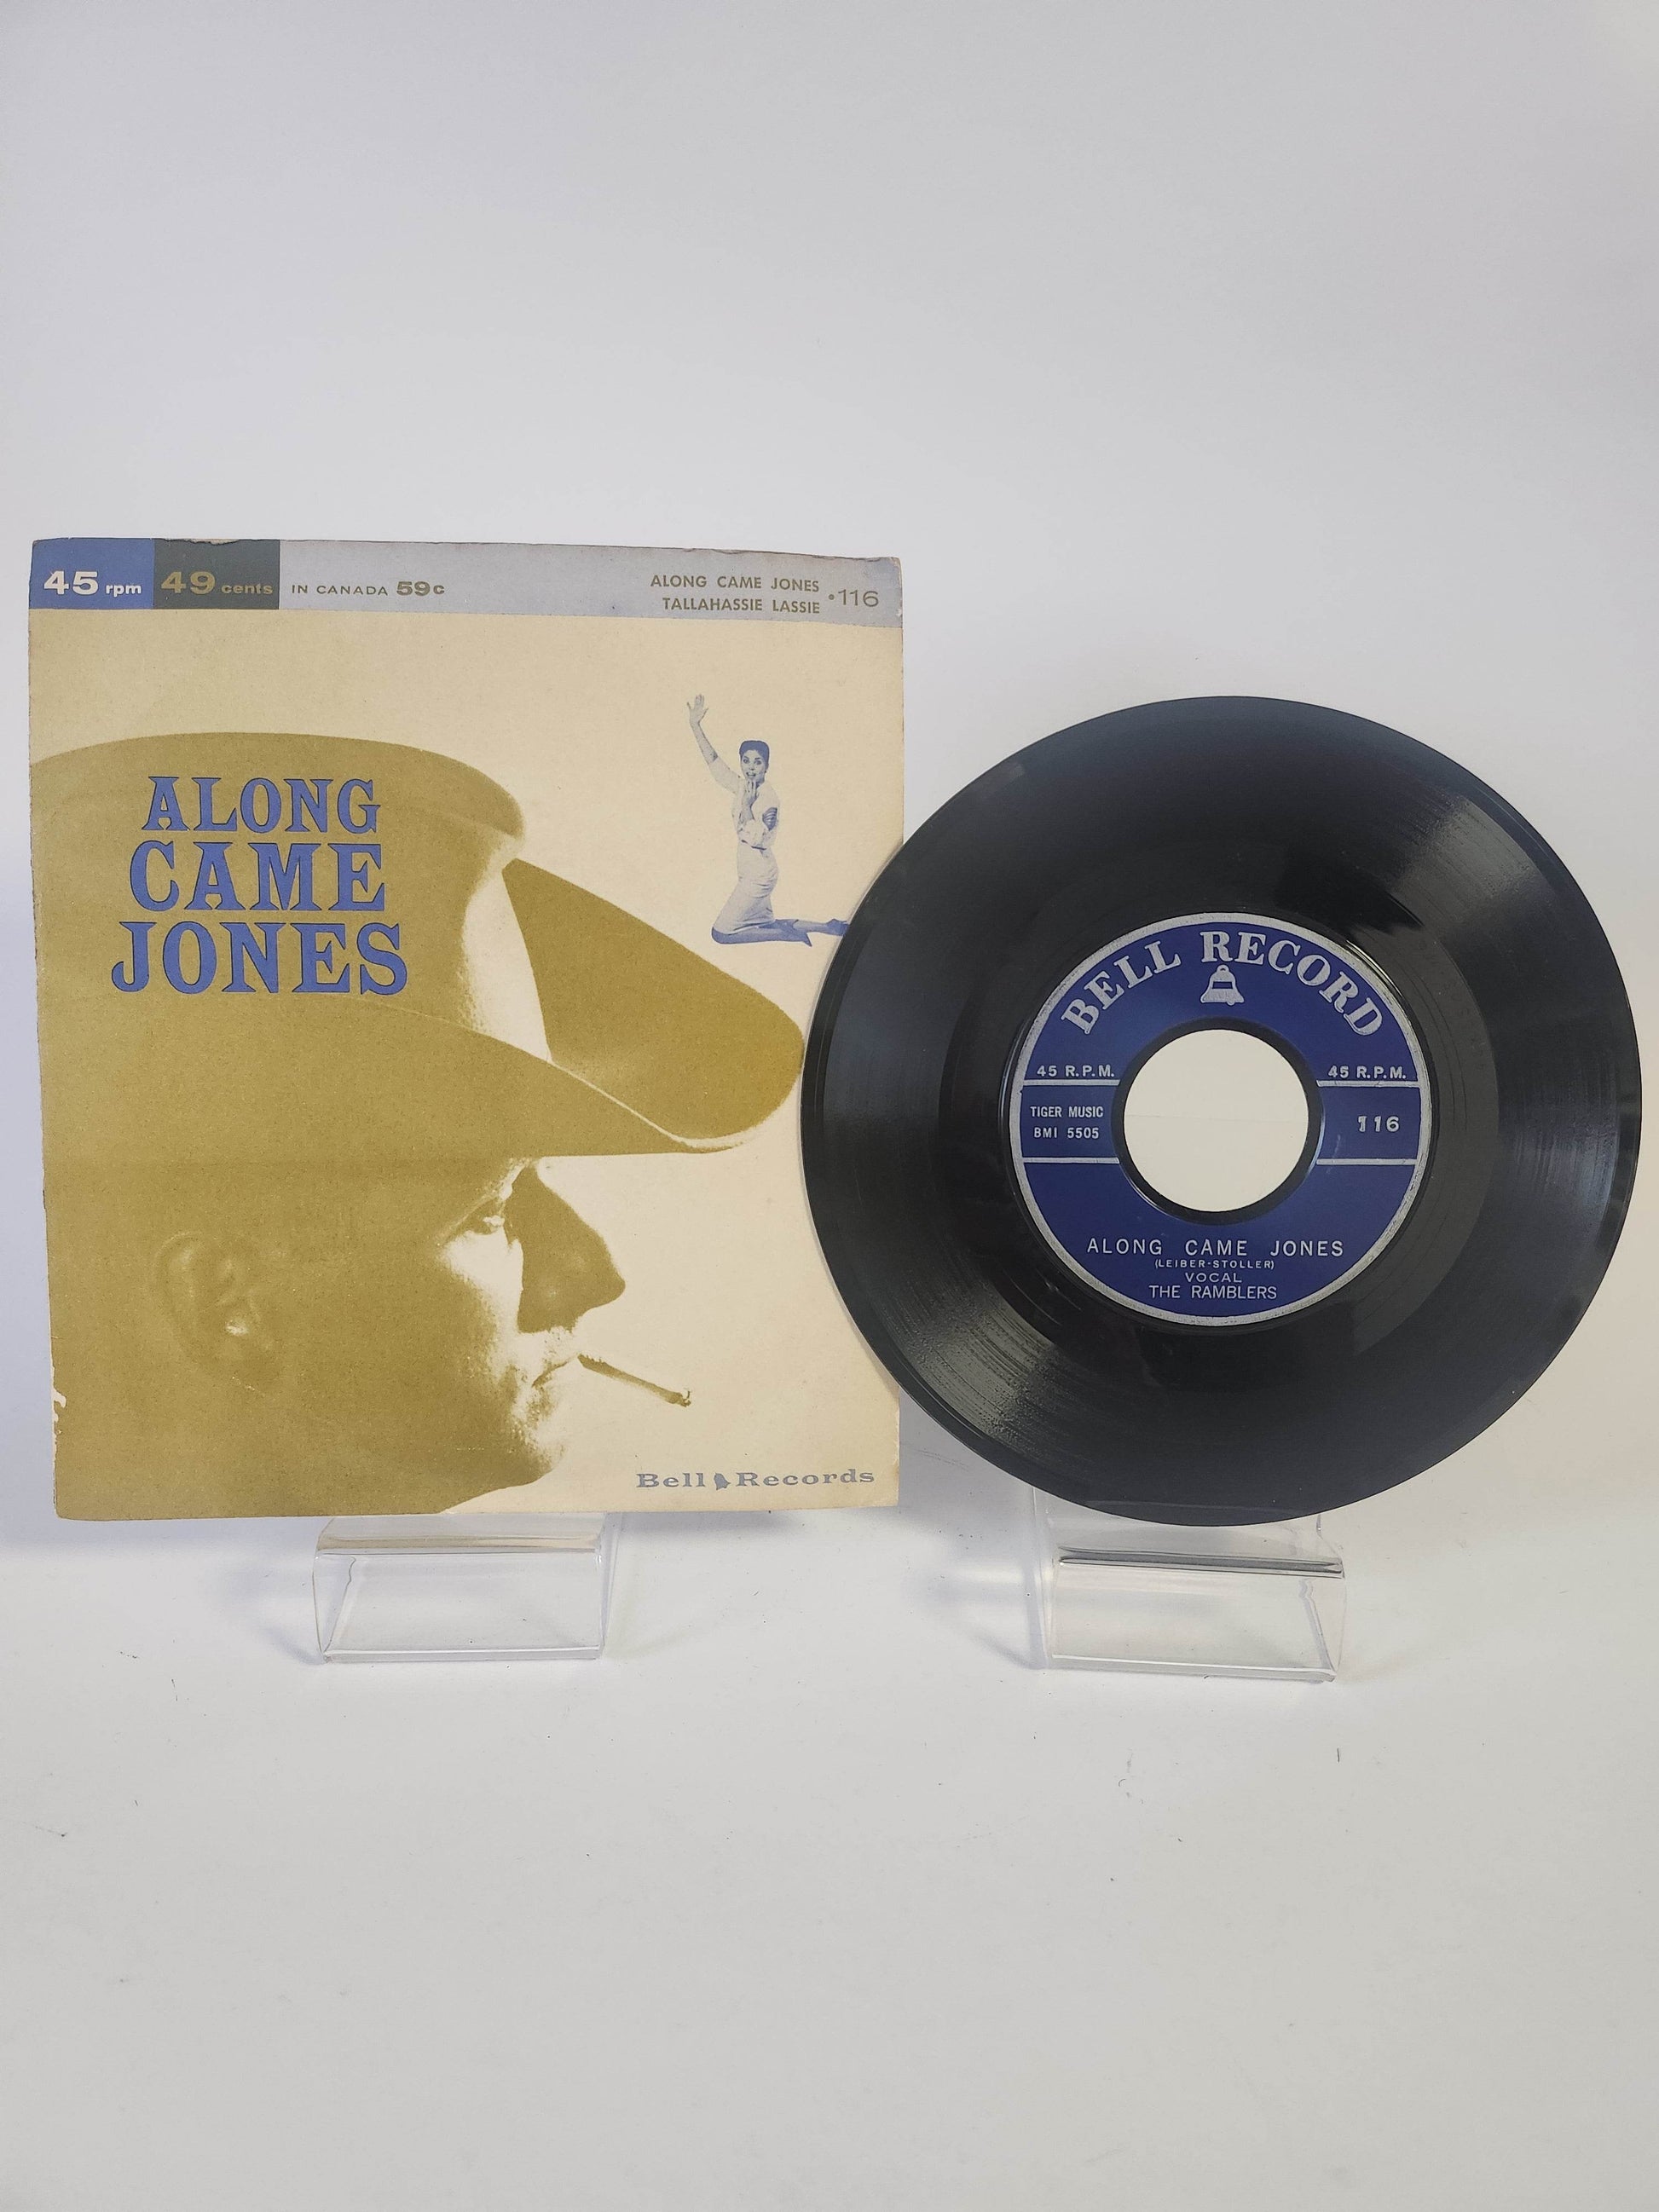 45 rpm 49 cents IN CANADA 59c
ALONG CAME JONES
TALLAHASSIE LASSIE
•116
ALONG
CAME
JONES
Bell Records
BELL RECORD
45 R.P.M. 45 R.P.M.
TIGER MUSIC
BMI 5505
116
ALONG CAME JONES
(LEIBER-STOLLER)
VOCAL
THE RAMBLERS